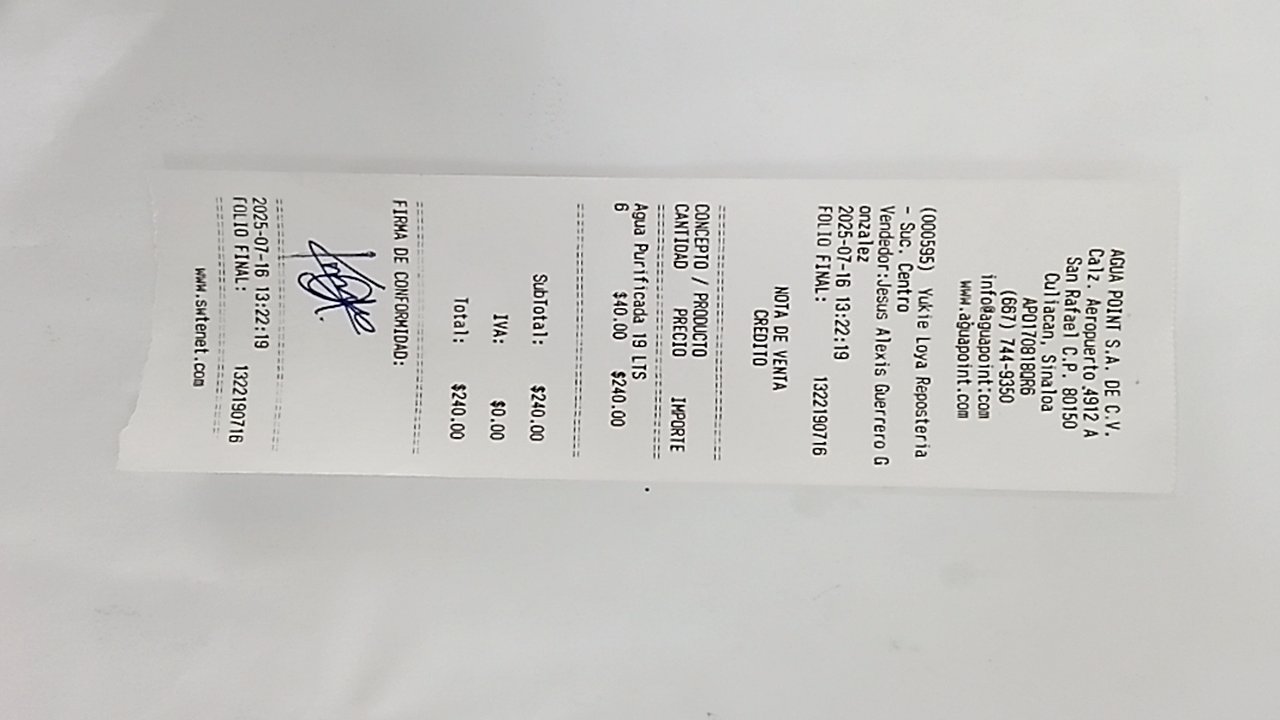 AGUA POINT S.A. DE C.V.
Calz. Aeropuerto 4912 A
San Rafael C.P. 80150
Culiacan, Sinaloa
APO170818QR6
(667) 744-9350
info@aguapoint.com
www.aguapoint.com
(000595) Yukie Loya Reposteria
- Suc. Centro
Vendedor:Jesus Alexis Guerrero G
onzalez
2025-07-16 13:22:19
FOLIO FINAL: 1322190716
NOTA DE VENTA
CREDITO
CONCEPTO / PRODUCTO
CANTIDAD PRECIO IMPORTE
Agua Purificada 19 LTS
6 $40.00 $240.00
SubTotal: $240.00
IVA: $0.00
Total: $240.00
FIRMA DE CONFORMIDAD:
2025-07-16 13:22:19
FOLIO FINAL: 1322190716
www.swtenet.com